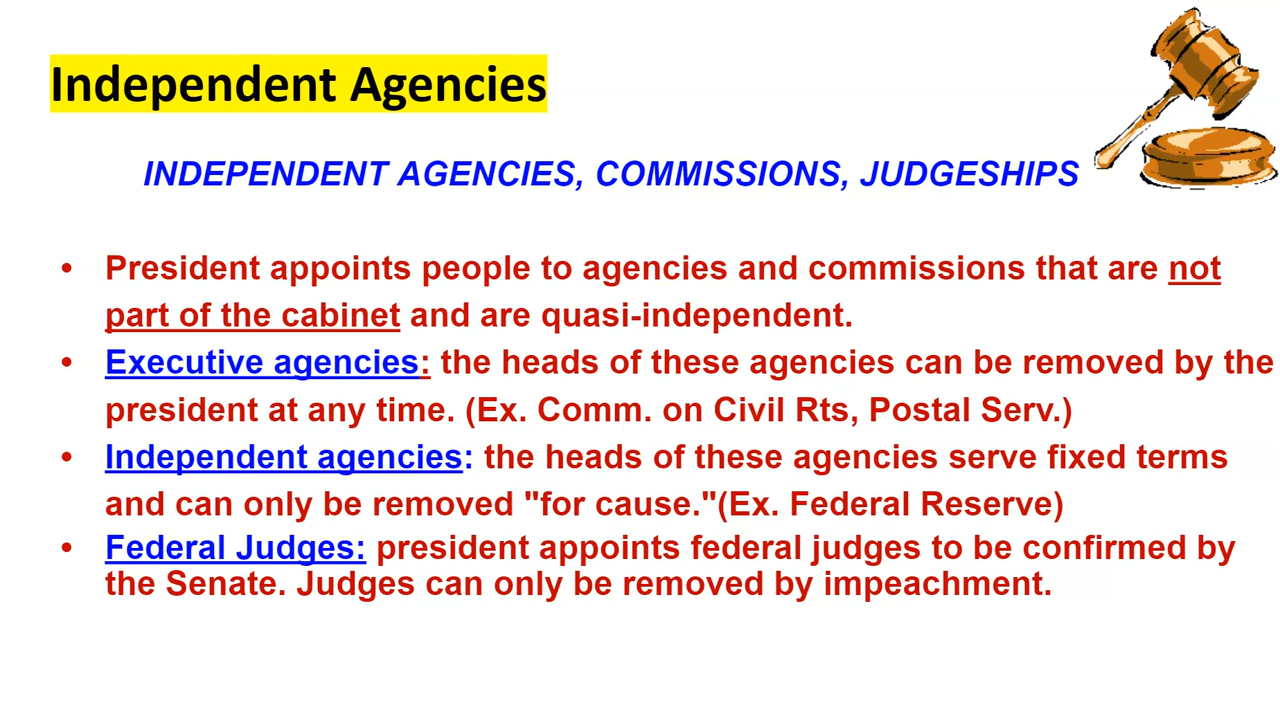 Independent Agencies
INDEPENDENT AGENCIES, COMMISSIONS, JUDGESHIPS
• President appoints people to agencies and commissions that are not
part of the cabinet and are quasi-independent.
• Executive agencies: the heads of these agencies can be removed by the
president at any time. (Ex. Comm. on Civil Rts, Postal Serv.)
• Independent agencies: the heads of these agencies serve fixed terms
and can only be removed "for cause."(Ex. Federal Reserve)
• Federal Judges: president appoints federal judges to be confirmed by
the Senate. Judges can only be removed by impeachment.